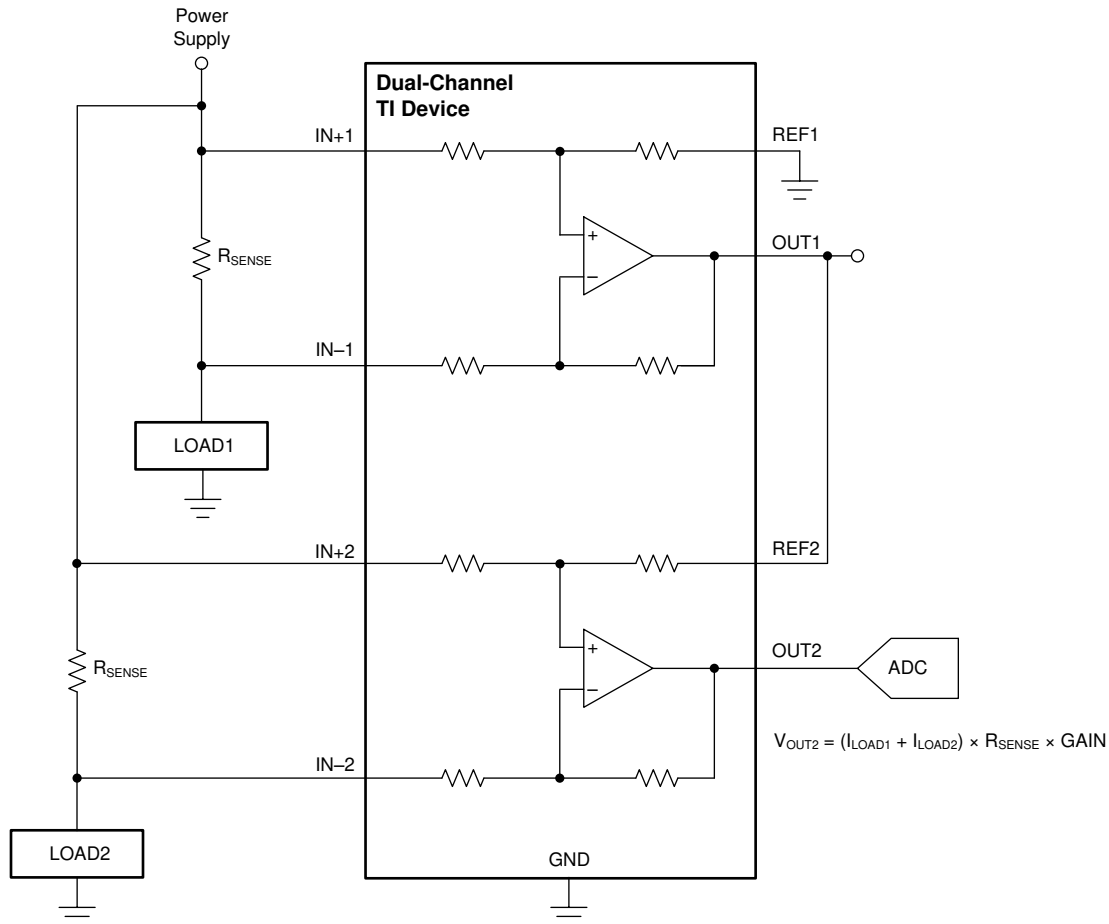 Power
Supply
Dual-Channel
TI Device
IN+1
REF1
+
OUT1
RSENSE
−
IN–1
LOAD1
IN+2
REF2
+
RSENSE
OUT2
ADC
−
VOUT2 = (ILOAD1 + ILOAD2) × RSENSE × GAIN
IN–2
LOAD2
GND